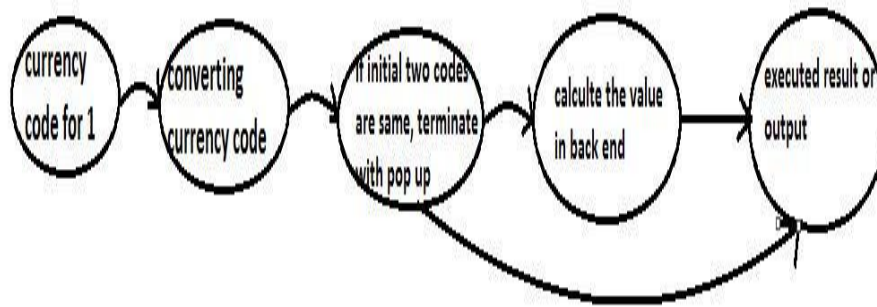 currency
code for 1
converting
currency code
If initial two codes
are same, terminate
with pop up
calculte the value
in back end
executed result or
output